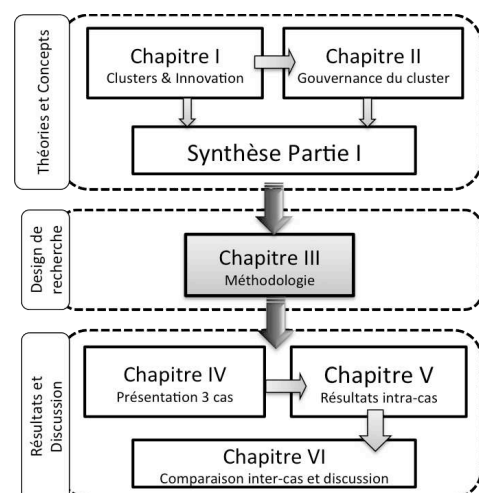 Théories et Concepts
Chapitre I
Clusters & Innovation
Chapitre II
Gouvernance du cluster
Synthèse Partie I
Design de
recherche
Chapitre III
Méthodologie
Résultats et
Discussion
Chapitre IV
Présentation 3 cas
Chapitre V
Résultats intra-cas
Chapitre VI
Comparaison inter-cas et discussion